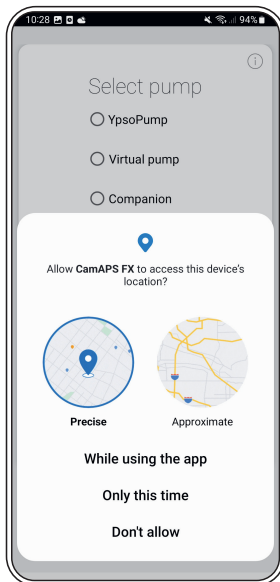 10:28
94%
Select pump
YpsoPump
Virtual pump
Companion
Allow CamAPS FX to access this device's
location?
Precise
Approximate
While using the app
Only this time
Don't allow